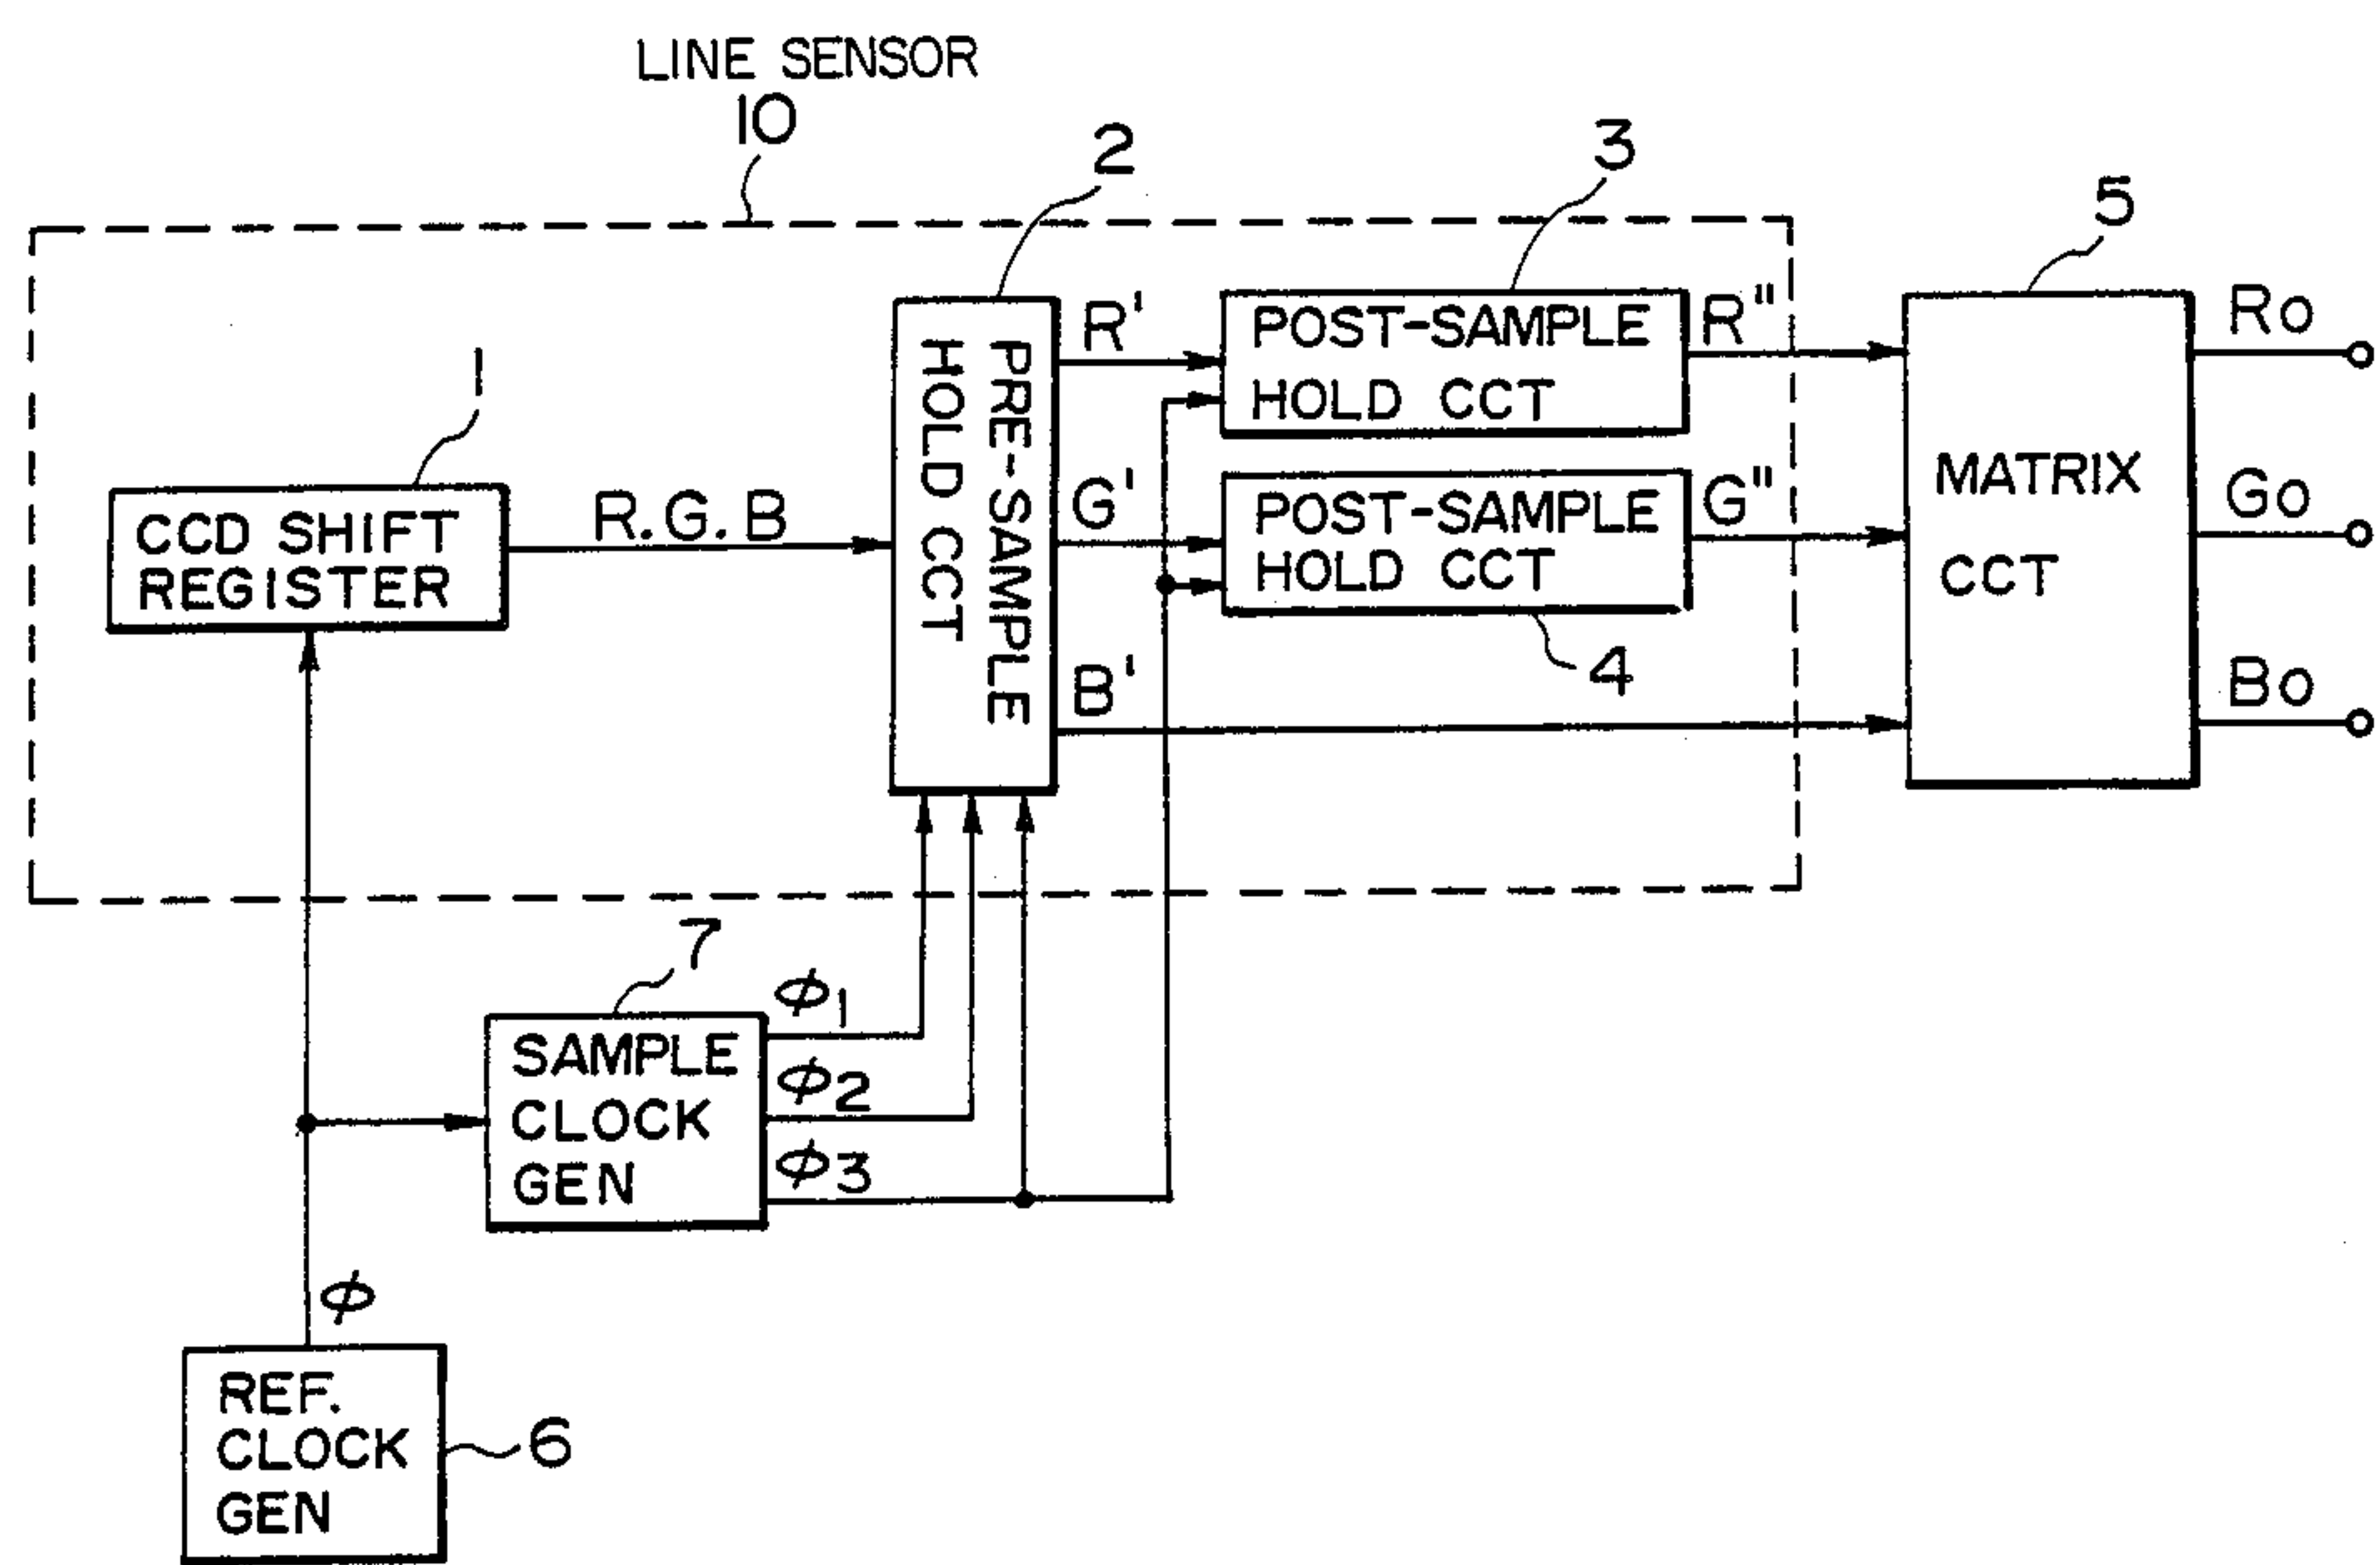 LINE SENSOR
10
2
3
5
1
CCD SHIFT
REGISTER
R.G.B
PRE-SAMPLE
HOLD CCT
R'
G'
B'
POST-SAMPLE
HOLD CCT
R"
POST-SAMPLE
HOLD CCT
G"
4
MATRIX
CCT
Ro
Go
Bo
7
SAMPLE
CLOCK
GEN
φ1
φ2
φ3
φ
REF.
CLOCK
GEN
6